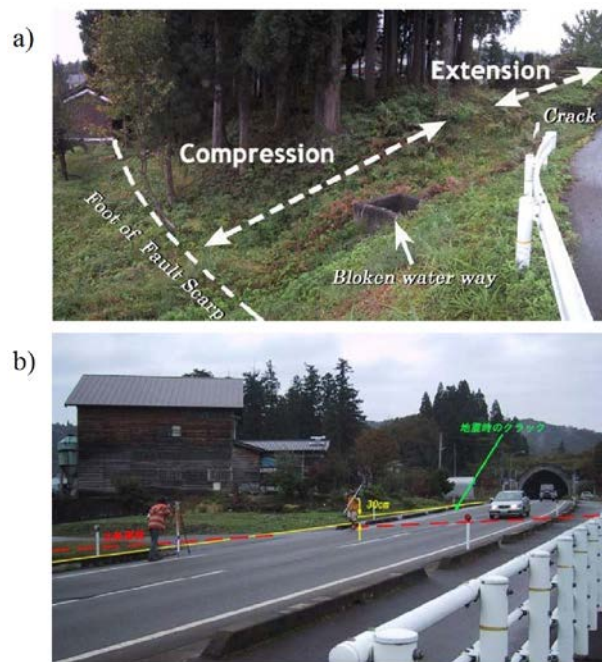 a)
Extension
Crack
Compression
Foot of Fault Scarp
Bloken water way
b)
地震時のクラック
30cm